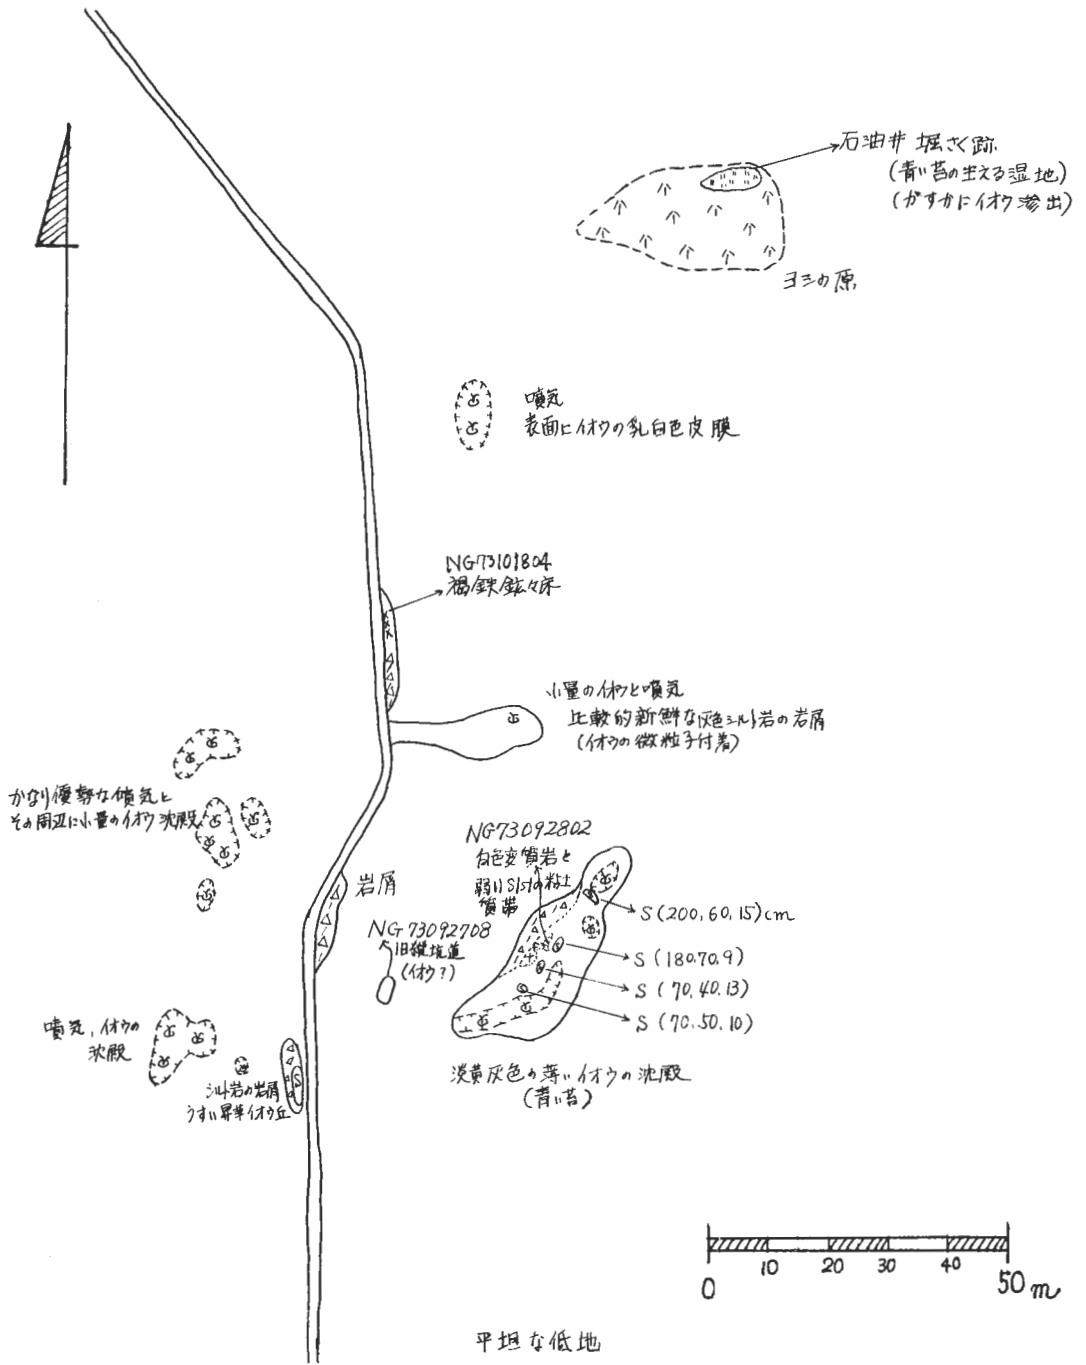 石油井 堀さく跡
(青い苔の生える湿地)
(かすかにイオウ滲出)
ヨシの原
噴気
表面にイオウの乳白色皮膜
NG73101804
褐鉄鉱々床
小量のイオウと噴気
比較的新鮮な灰色シルト岩の岩屑
(イオウの微粒子付着)
かなり優勢な噴気と
その周辺に小量のイオウ沈殿
NG73092802
白色変質岩と
弱いSistの粘土
質帯
岩屑
S(200,60,15)cm
NG73092708
旧縦坑道
(イオウ?)
S(180.70.9)
S(70.40.13)
S(70.50.10)
噴気,イオウの
沈殿
シルト岩の岩屑
うすい昇華イオウ丘
S
淡黄灰色の薄いイオウの沈殿
(青い苔)
0 10 20 30 40 50m
平坦な低地